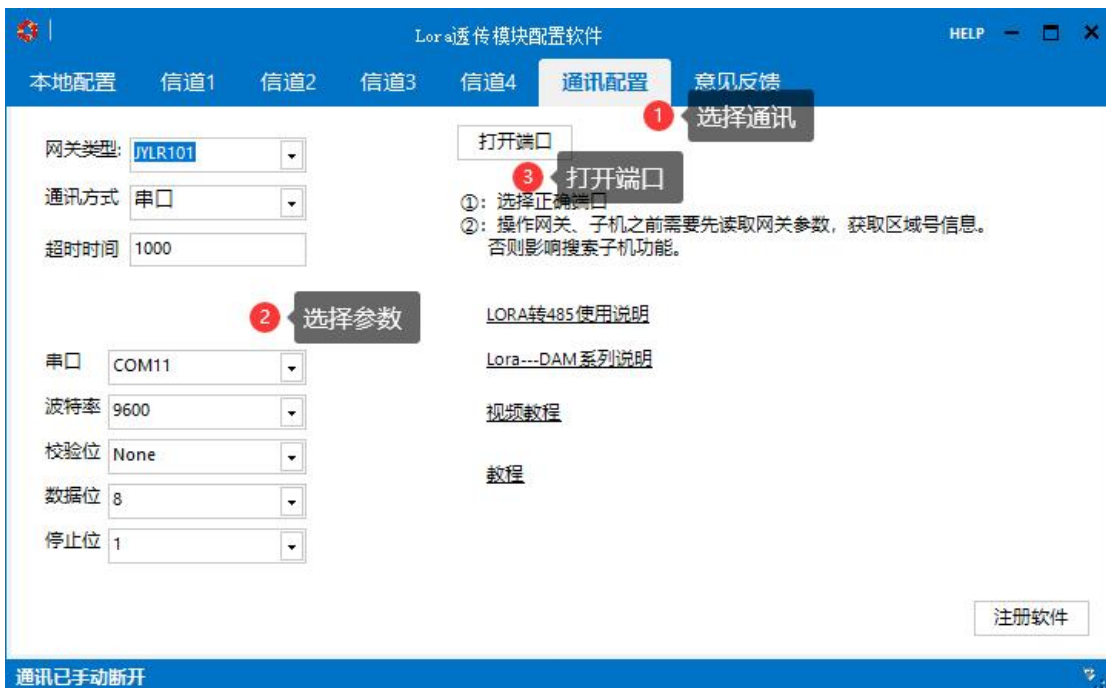 Lora透传模块配置软件
HELP
本地配置 信道1 信道2 信道3 信道4 通讯配置 意见反馈
1 选择通讯
网关类型: JYLR101
打开端口
通讯方式 串口
3 打开端口
①: 选择正确端口
②: 操作网关、子机之前需要先读取网关参数, 获取区域号信息。
否则影响搜索子机功能。
超时时间 1000
2 选择参数
LORA转485使用说明
串口 COM11
Lora---DAM系列说明
波特率 9600
视频教程
校验位 None
教程
数据位 8
停止位 1
注册软件
通讯已手动断开